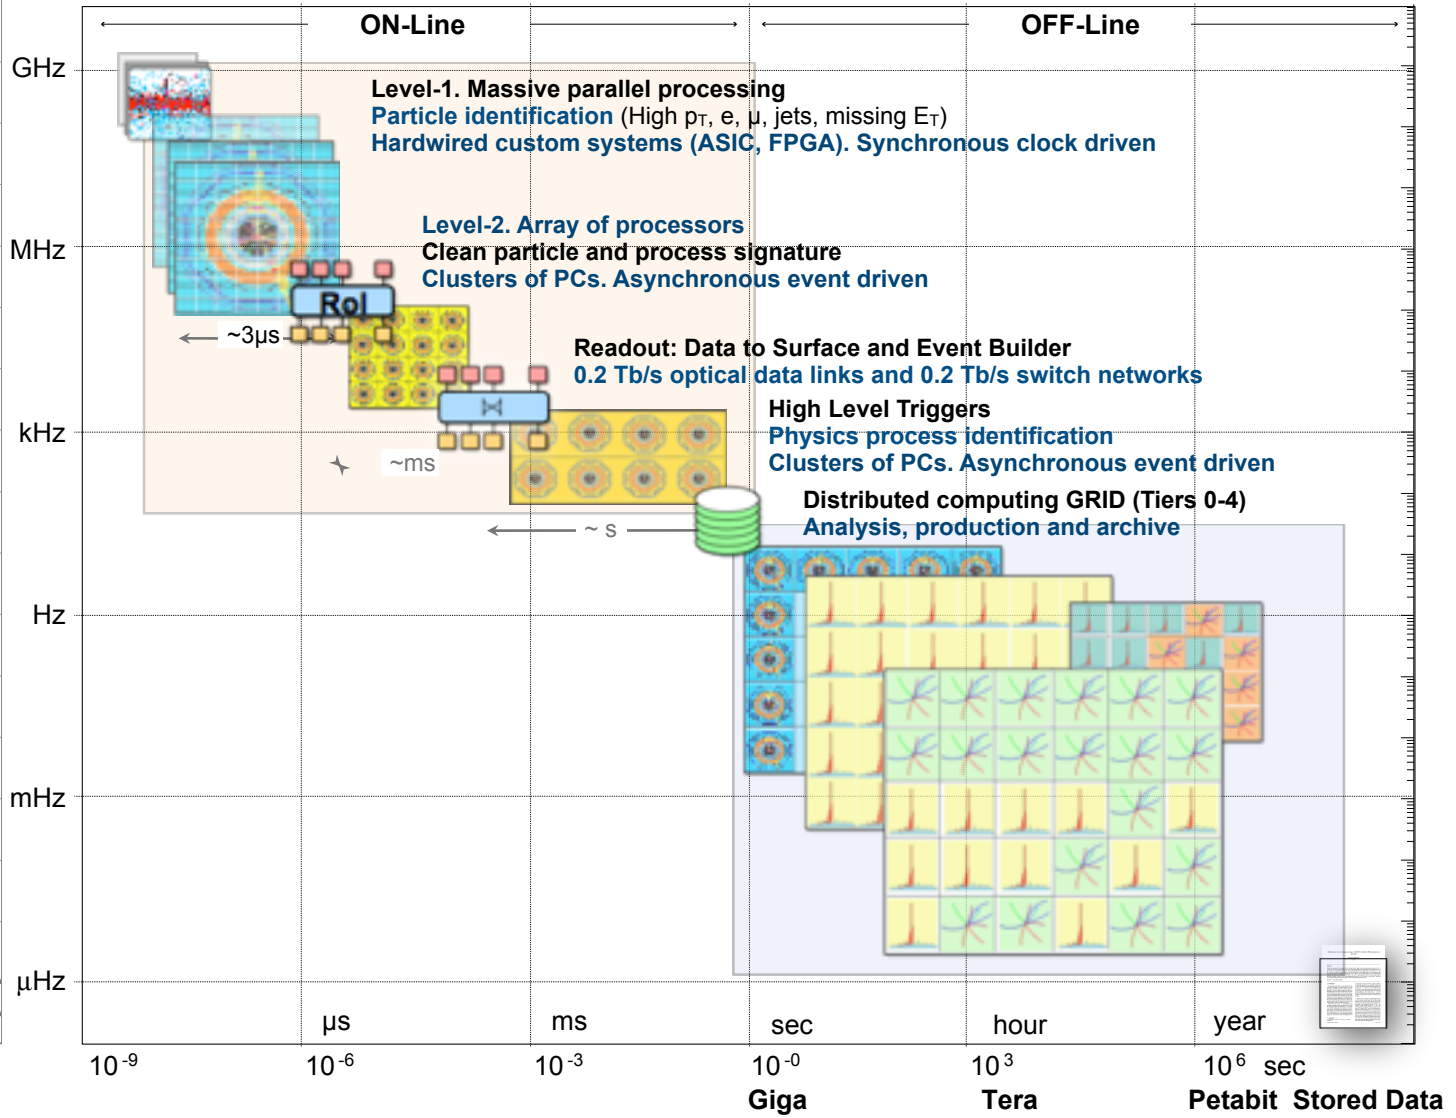 ON-Line
OFF-Line
GHz
Level-1. Massive parallel processing
Particle identification (High pT, e, μ, jets, missing ET)
Hardwired custom systems (ASIC, FPGA). Synchronous clock driven
Level-2. Array of processors
MHz
Clean particle and process signature
Clusters of PCs. Asynchronous event driven
RoI
~3μs
Readout: Data to Surface and Event Builder
0.2 Tb/s optical data links and 0.2 Tb/s switch networks
High Level Triggers
kHz
Physics process identification
~ms
Clusters of PCs. Asynchronous event driven
Distributed computing GRID (Tiers 0-4)
~ s
Analysis, production and archive
Hz
mHz
μHz
μs
ms
sec
hour
year
10-9
10-6
10-3
10-0
103
106 sec
Giga
Tera
Petabit Stored Data